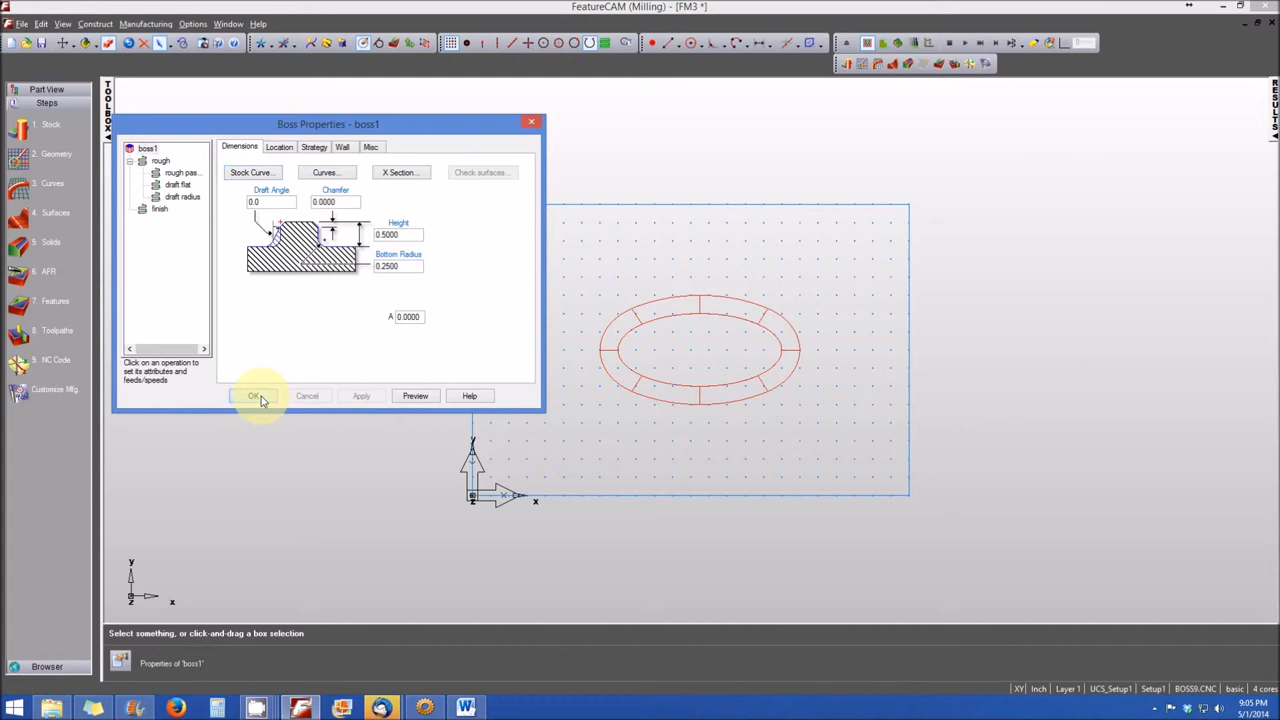 FeatureCAM (Milling) - [FM3 *]
File Edit View Construct Manufacturing Options Window Help
Part View
Steps
1. Stock
2. Geometry
3. Curves
4. Surfaces
5. Solids
6. AFR
7. Features
8. Toolpaths
9. NC Code
Customize Mfg.
Browser
TOOLBOX
RESULTS
Boss Properties - boss1
boss1
rough
rough pas...
draft flat
draft radius
finish
Click on an operation to
set its attributes and
feeds/speeds
Dimensions Location Strategy Wall Misc
Stock Curve... Curves... X Section... Check surfaces...
Draft Angle Chamfer
0.0 0.0000
Height
0.5000
Bottom Radius
0.2500
A 0.0000
OK Cancel Apply Preview Help
y
x
z
y
x
z
Select something, or click-and-drag a box selection
Properties of 'boss1'
XY Inch Layer 1 UCS_Setup1 Setup1 BOSS9.CNC basic 4 cores
9:05 PM
5/1/2014